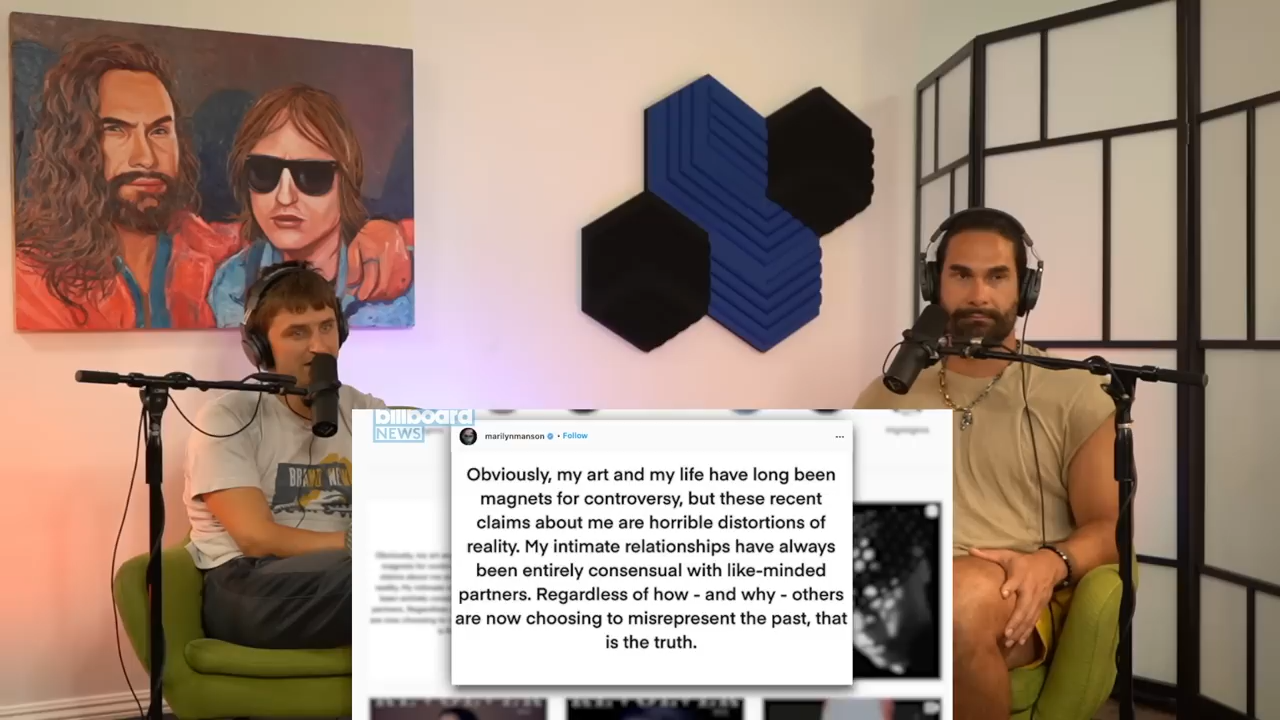 billboard
NEWS
marilynmanson • Follow
Obviously, my art and my life have long been
magnets for controversy, but these recent
claims about me are horrible distortions of
reality. My intimate relationships have always
been entirely consensual with like-minded
partners. Regardless of how - and why - others
are now choosing to misrepresent the past, that
is the truth.